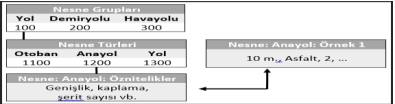 Nesne Grupları
Yol Demiryolu Havayolu
100 200 300
Nesne Türleri
Otoban Anayol Yol
1100 1200 1300
Nesne: Anayol: Öznitelikler
Genişlik, kaplama,
şerit sayısı vb.
Nesne: Anayol: Örnek 1
10 m., Asfalt, 2, ...